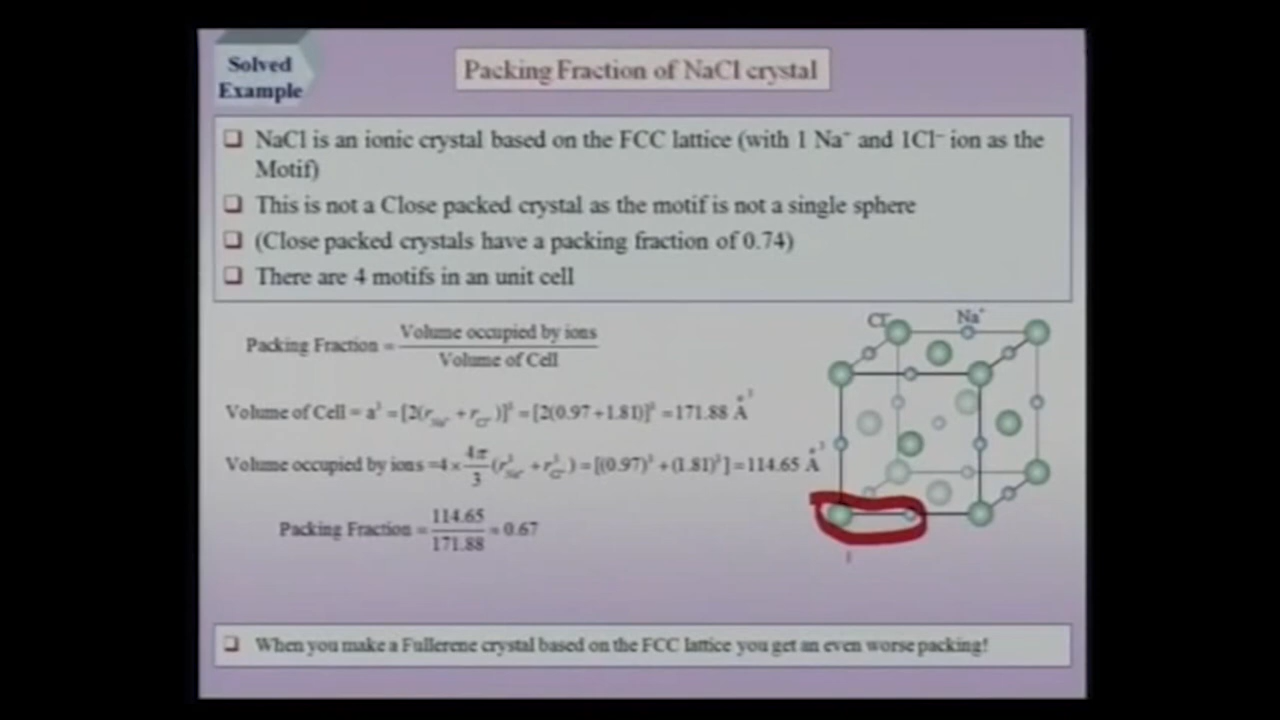 Solved
Example
Packing Fraction of NaCl crystal
❑ NaCl is an ionic crystal based on the FCC lattice (with 1 Na⁺ and 1Cl⁻ ion as the
Motif)
❑ This is not a Close packed crystal as the motif is not a single sphere
❑ (Close packed crystals have a packing fraction of 0.74)
❑ There are 4 motifs in an unit cell
Packing Fraction = Volume occupied by ions / Volume of Cell
Volume of Cell = a³ = [2(r_Na⁺ + r_Cl⁻)]³ = [2(0.97+1.81)]³ = 171.88 Å³
Volume occupied by ions =4 × 4π/3 (r³_Na⁺ + r³_Cl⁻) = [(0.97)³ + (1.81)³] = 114.65 Å³
Packing Fraction = 114.65/171.88 = 0.67
Cl⁻ Na⁺
❑ When you make a Fullerene crystal based on the FCC lattice you get an even worse packing!